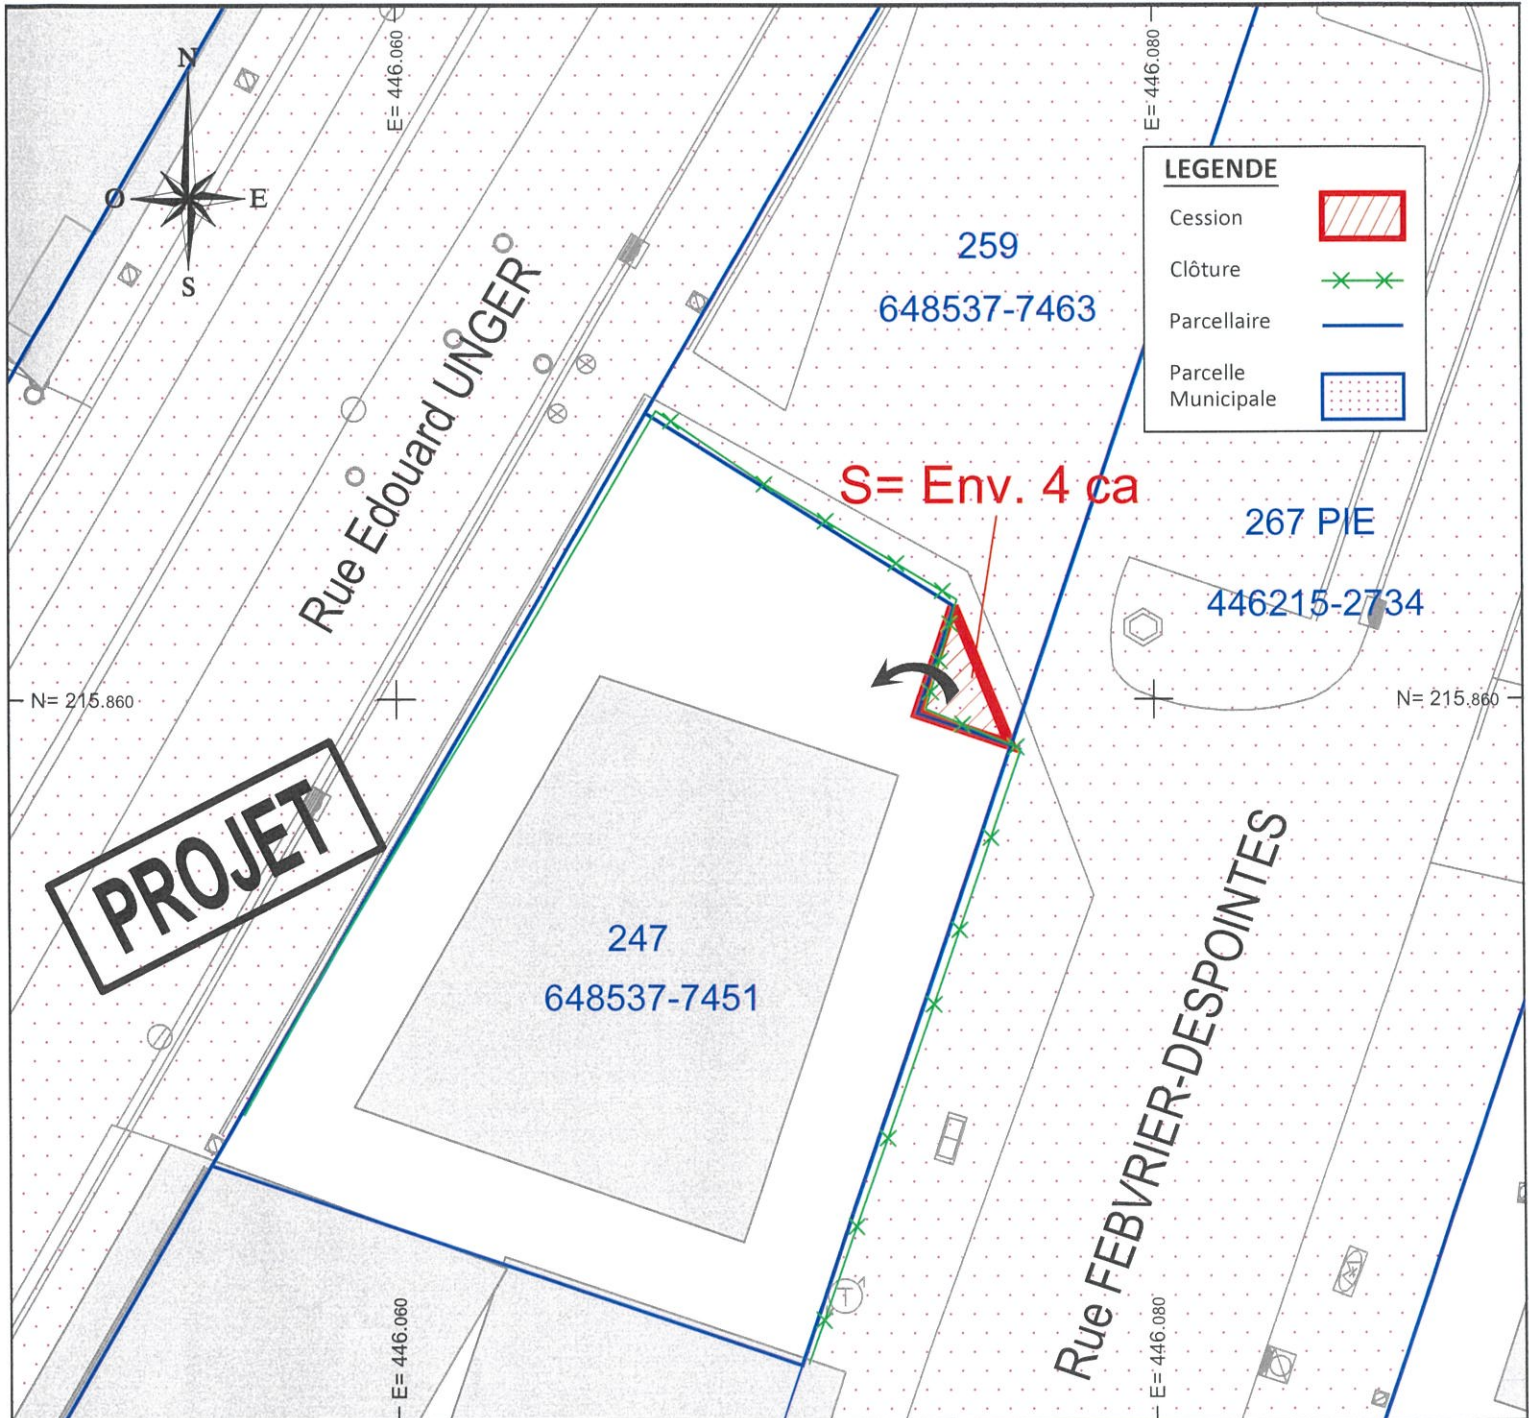 E= 446.060
E= 446.080
N
O
E
S
LEGENDE
Cession
Clôture
Parcellaire
Parcelle
Municipale
259
648537-7463
Rue Edouard UNGER
S= Env. 4 ca
267 PIE
446215-2734
N= 215.860
N= 215.860
PROJET
247
648537-7451
Rue FEBVRIER-DESPOINTES
T
E= 446.060
E= 446.080